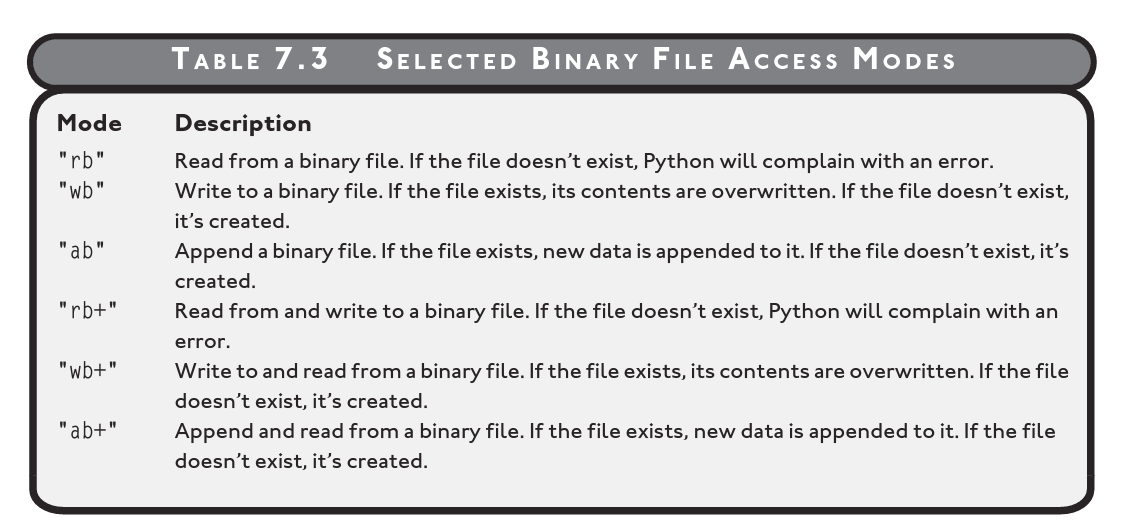 TABLE 7.3 SELECTED BINARY FILE ACCESS MODES
Mode Description
"rb" Read from a binary file. If the file doesn’t exist, Python will complain with an error.
"wb" Write to a binary file. If the file exists, its contents are overwritten. If the file doesn’t exist,
it’s created.
"ab" Append a binary file. If the file exists, new data is appended to it. If the file doesn’t exist, it’s
created.
"rb+" Read from and write to a binary file. If the file doesn’t exist, Python will complain with an
error.
"wb+" Write to and read from a binary file. If the file exists, its contents are overwritten. If the file
doesn’t exist, it’s created.
"ab+" Append and read from a binary file. If the file exists, new data is appended to it. If the file
doesn’t exist, it’s created.